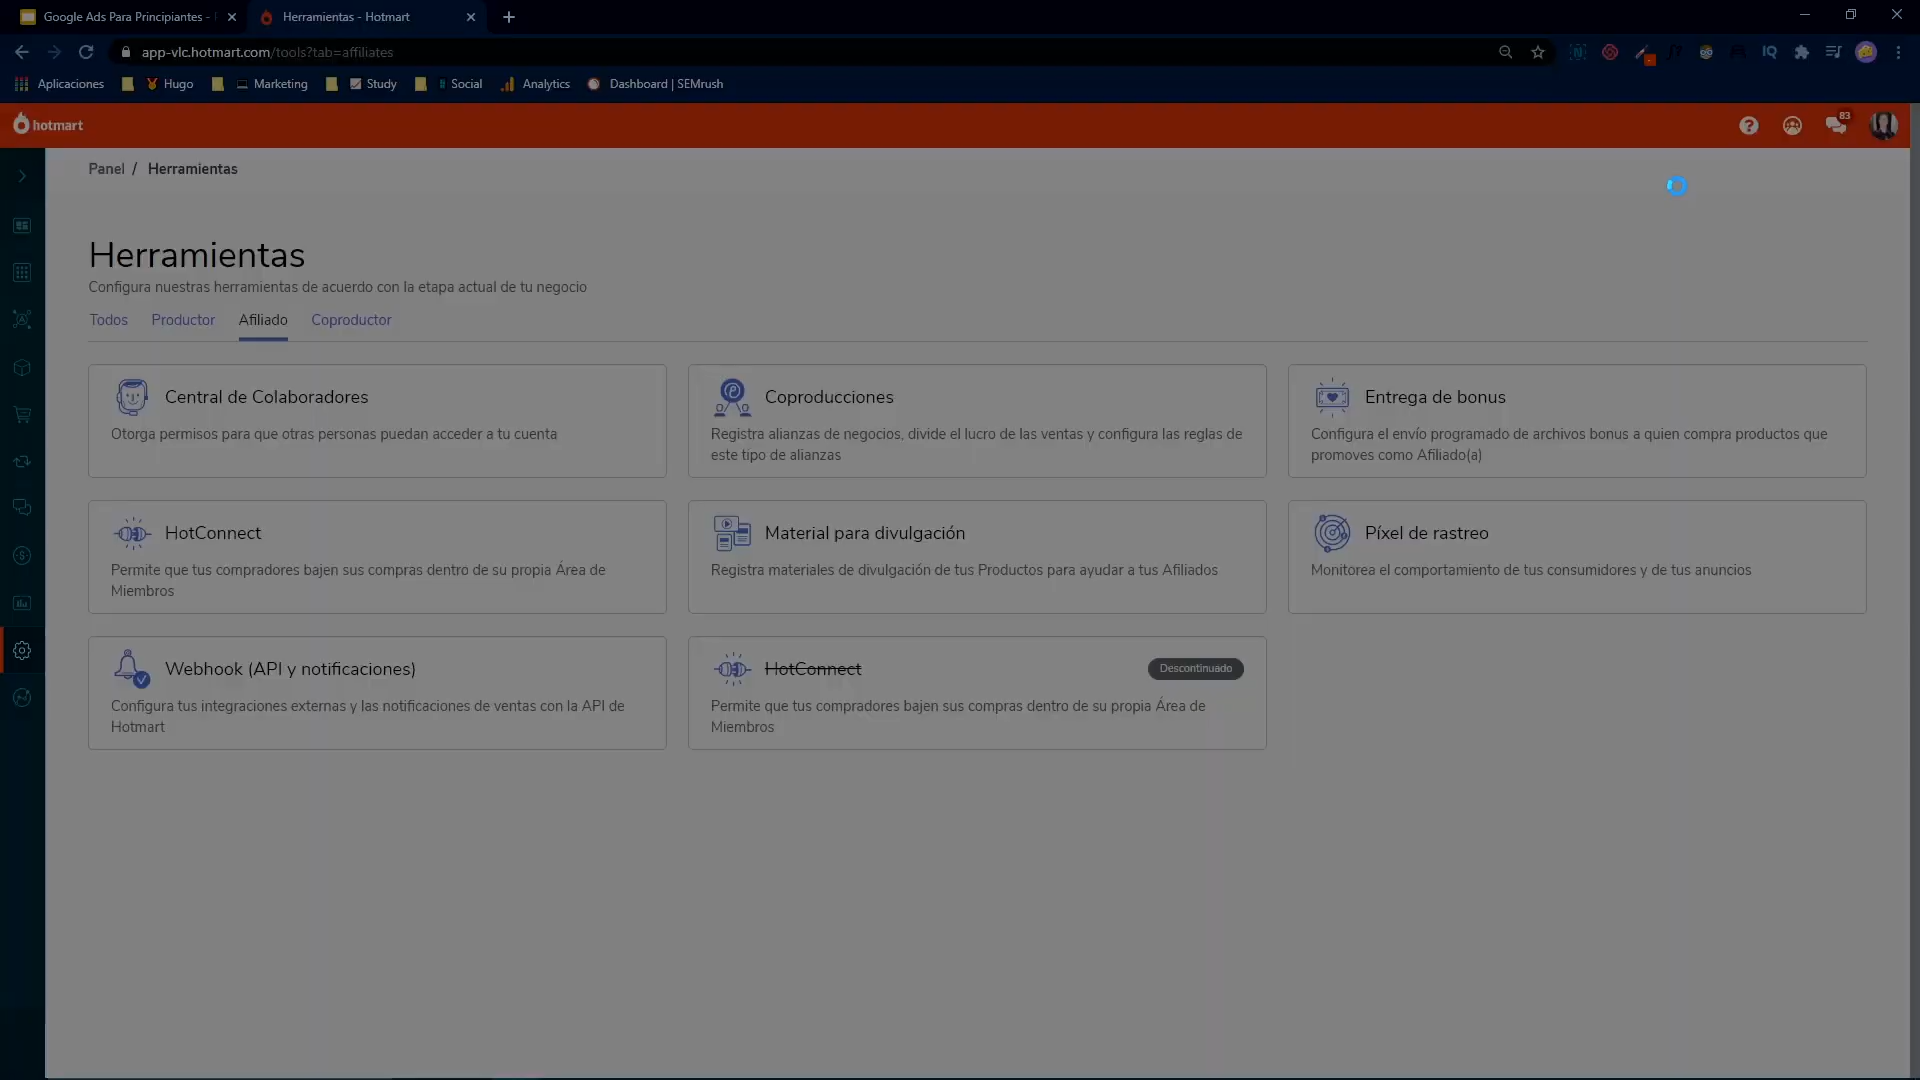 Google Ads Para Principiantes -
Herramientas - Hotmart
app-vlc.hotmart.com/tools?tab=affiliates
Aplicaciones
Hugo
Marketing
Study
Social
Analytics
Dashboard | SEMrush
hotmart
83
Panel / Herramientas
Herramientas
Configura nuestras herramientas de acuerdo con la etapa actual de tu negocio
Todos
Productor
Afiliado
Coproductor
Central de Colaboradores
Otorga permisos para que otras personas puedan acceder a tu cuenta
Coproducciones
Registra alianzas de negocios, divide el lucro de las ventas y configura las reglas de
este tipo de alianzas
Entrega de bonus
Configura el envío programado de archivos bonus a quien compra productos que
promoves como Afiliado(a)
HotConnect
Permite que tus compradores bajen sus compras dentro de su propia Área de
Miembros
Material para divulgación
Registra materiales de divulgación de tus Productos para ayudar a tus Afiliados
Píxel de rastreo
Monitorea el comportamiento de tus consumidores y de tus anuncios
Webhook (API y notificaciones)
Configura tus integraciones externas y las notificaciones de ventas con la API de
Hotmart
HotConnect
Descontinuado
Permite que tus compradores bajen sus compras dentro de su propia Área de
Miembros